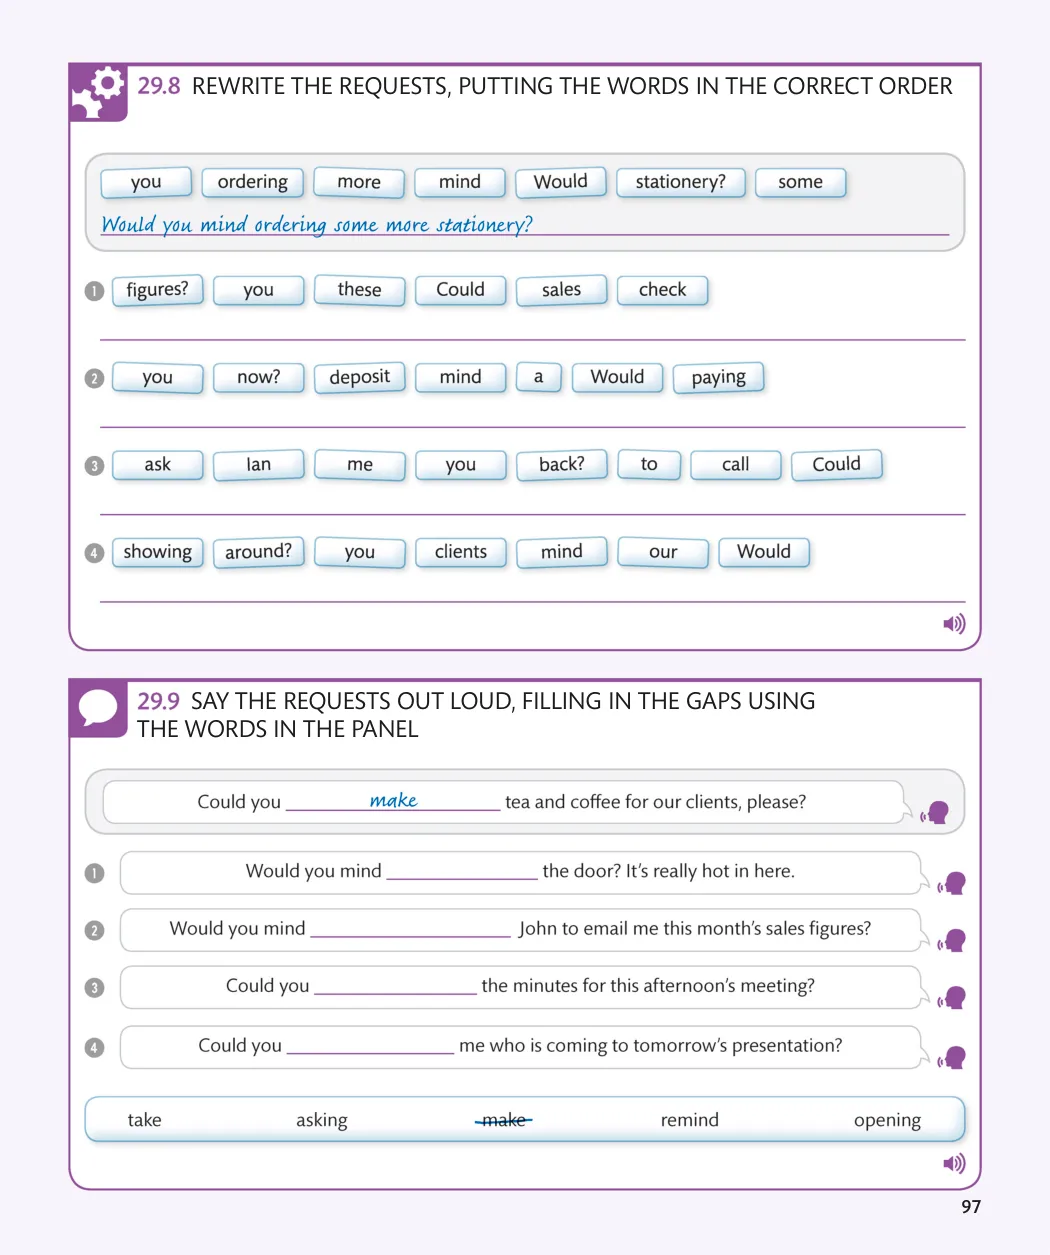 29.8 REWRITE THE REQUESTS, PUTTING THE WORDS IN THE CORRECT ORDER
you ordering more mind Would stationery? some
Would you mind ordering some more stationery?
1 figures? you these Could sales check
2 you now? deposit mind a Would paying
3 ask Ian me you back? to call Could
4 showing around? you clients mind our Would
29.9 SAY THE REQUESTS OUT LOUD, FILLING IN THE GAPS USING
THE WORDS IN THE PANEL
Could you make tea and coffee for our clients, please?
1 Would you mind the door? It’s really hot in here.
2 Would you mind John to email me this month’s sales figures?
3 Could you the minutes for this afternoon’s meeting?
4 Could you me who is coming to tomorrow’s presentation?
take asking make remind opening
97